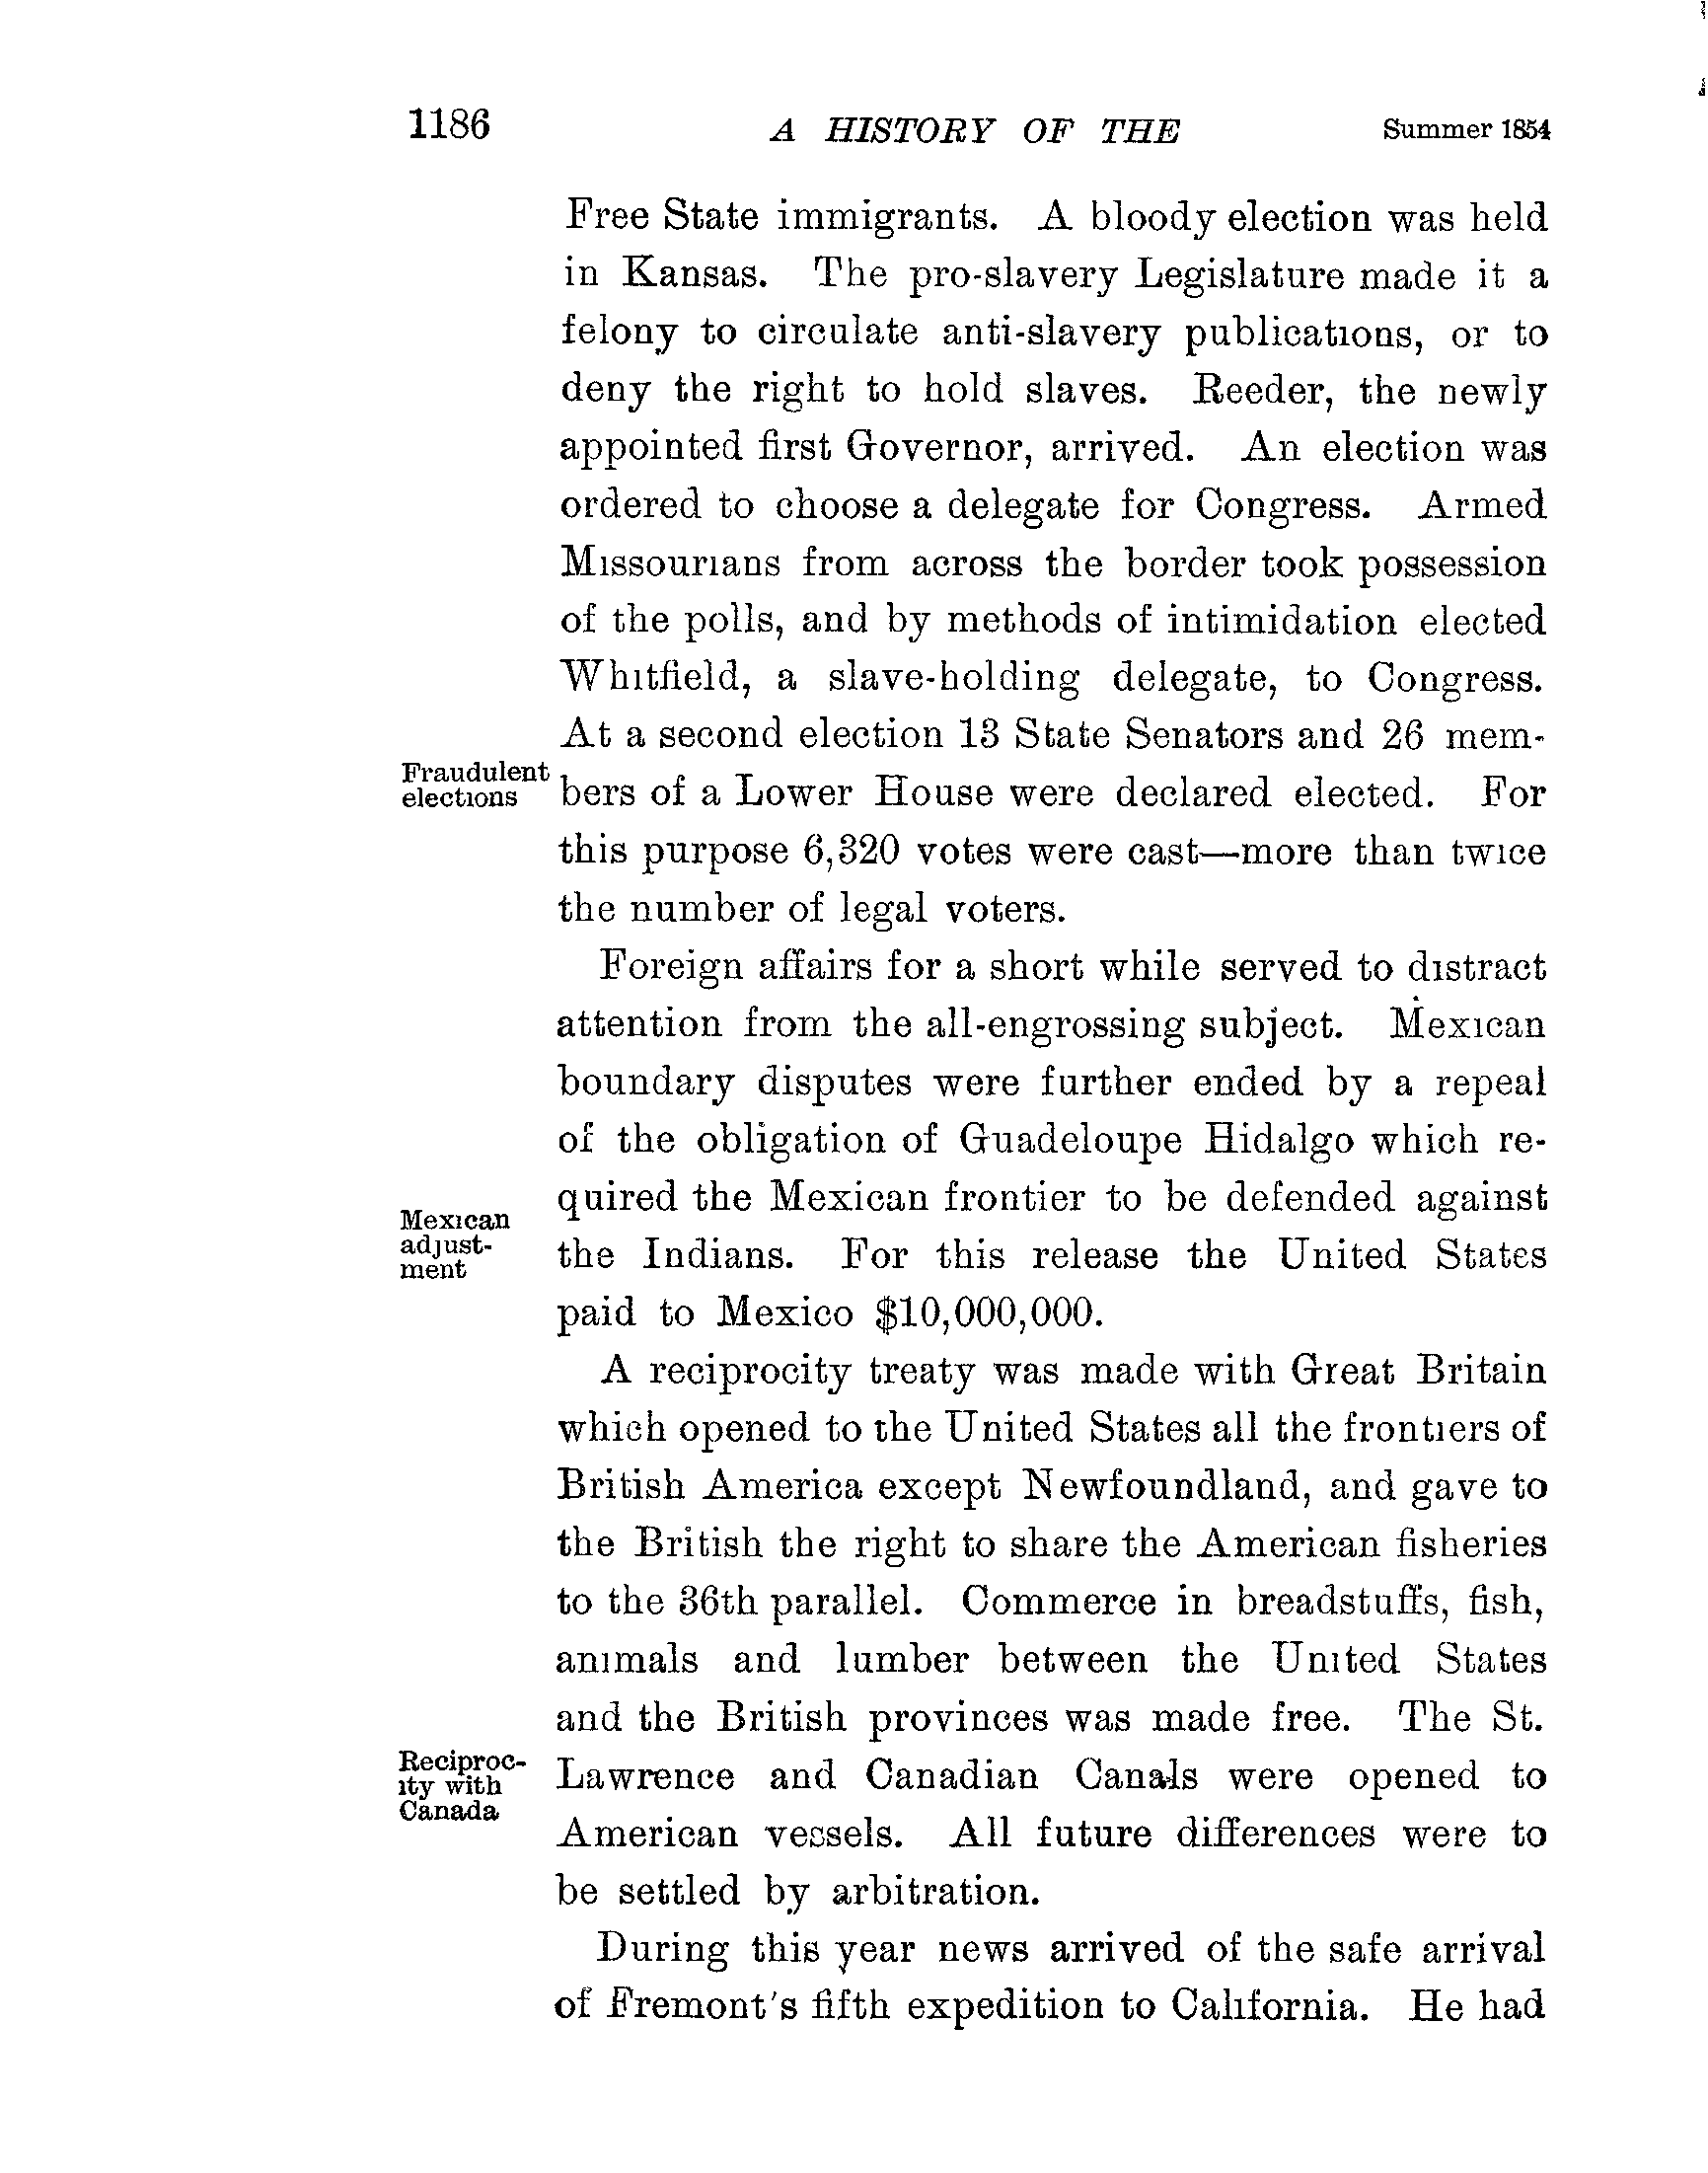 1186 A HISTORY OF THE Summer 1854
Free State immigrants. A bloody election was held
in Kansas. The pro-slavery Legislature made it a
felony to circulate anti-slavery publications, or to
deny the right to hold slaves. Reeder, the newly
appointed first Governor, arrived. An election was
ordered to choose a delegate for Congress. Armed
Missourians from across the border took possession
of the polls, and by methods of intimidation elected
Whitfield, a slave-holding delegate, to Congress.
At a second election 13 State Senators and 26 mem-
Fraudulent
elections
bers of a Lower House were declared elected. For
this purpose 6,320 votes were cast—more than twice
the number of legal voters.
Foreign affairs for a short while served to distract
attention from the all-engrossing subject. Mexican
boundary disputes were further ended by a repeal
of the obligation of Guadeloupe Hidalgo which re-
quired the Mexican frontier to be defended against
Mexican
adjust-
ment
the Indians. For this release the United States
paid to Mexico $10,000,000.
A reciprocity treaty was made with Great Britain
which opened to the United States all the frontiers of
British America except Newfoundland, and gave to
the British the right to share the American fisheries
to the 36th parallel. Commerce in breadstuffs, fish,
animals and lumber between the United States
and the British provinces was made free. The St.
Reciproc-
ity with
Canada
Lawrence and Canadian Canals were opened to
American vessels. All future differences were to
be settled by arbitration.
During this year news arrived of the safe arrival
of Fremont's fifth expedition to California. He had